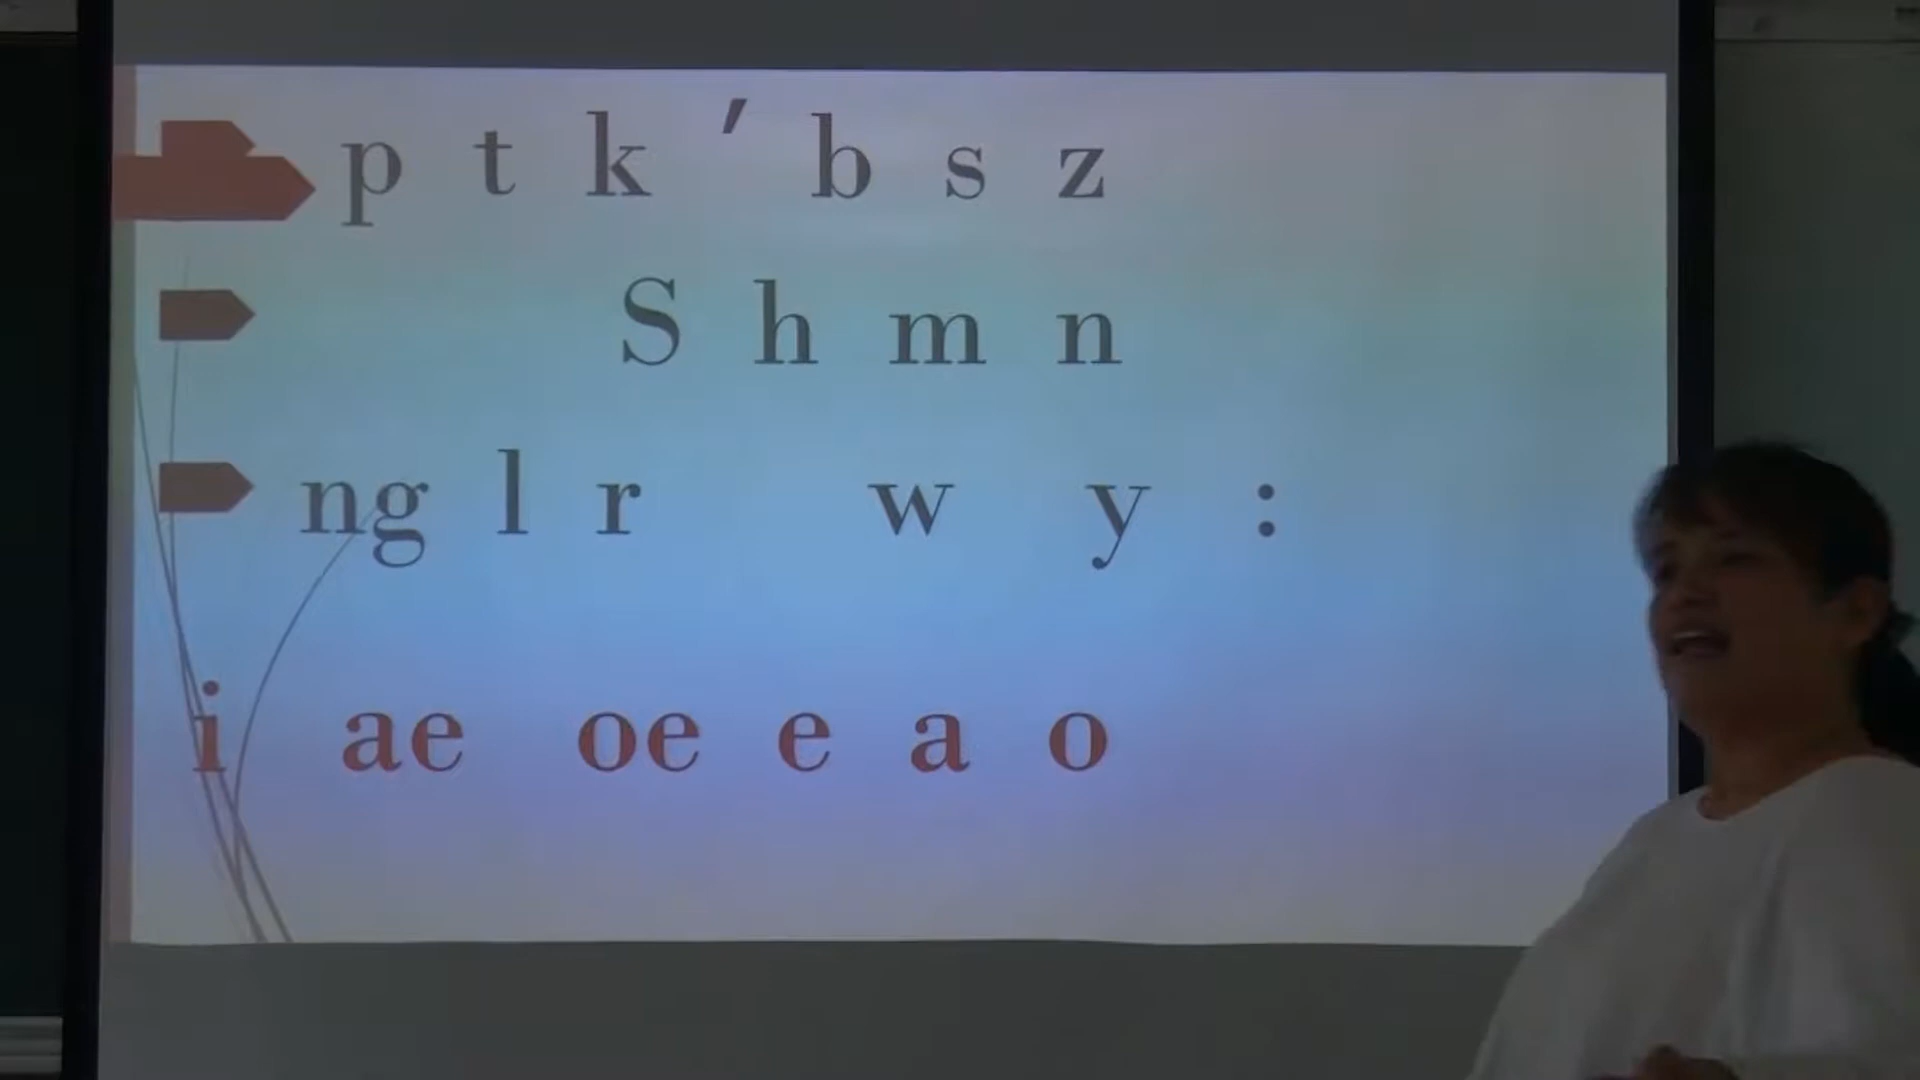 p t k ′ b s z
S h m n
ng l r w y :
i ae oe e a o